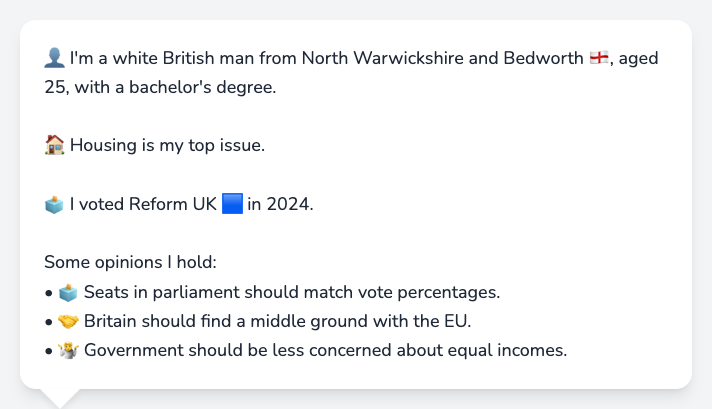 👤 I'm a white British man from North Warwickshire and Bedworth 🏴󠁧󠁢󠁥󠁮󠁧󠁿, aged
25, with a bachelor's degree.
🏠 Housing is my top issue.
🗳️ I voted Reform UK 🟦 in 2024.
Some opinions I hold:
• 🗳️ Seats in parliament should match vote percentages.
• 🤝 Britain should find a middle ground with the EU.
• 🤷 Government should be less concerned about equal incomes.